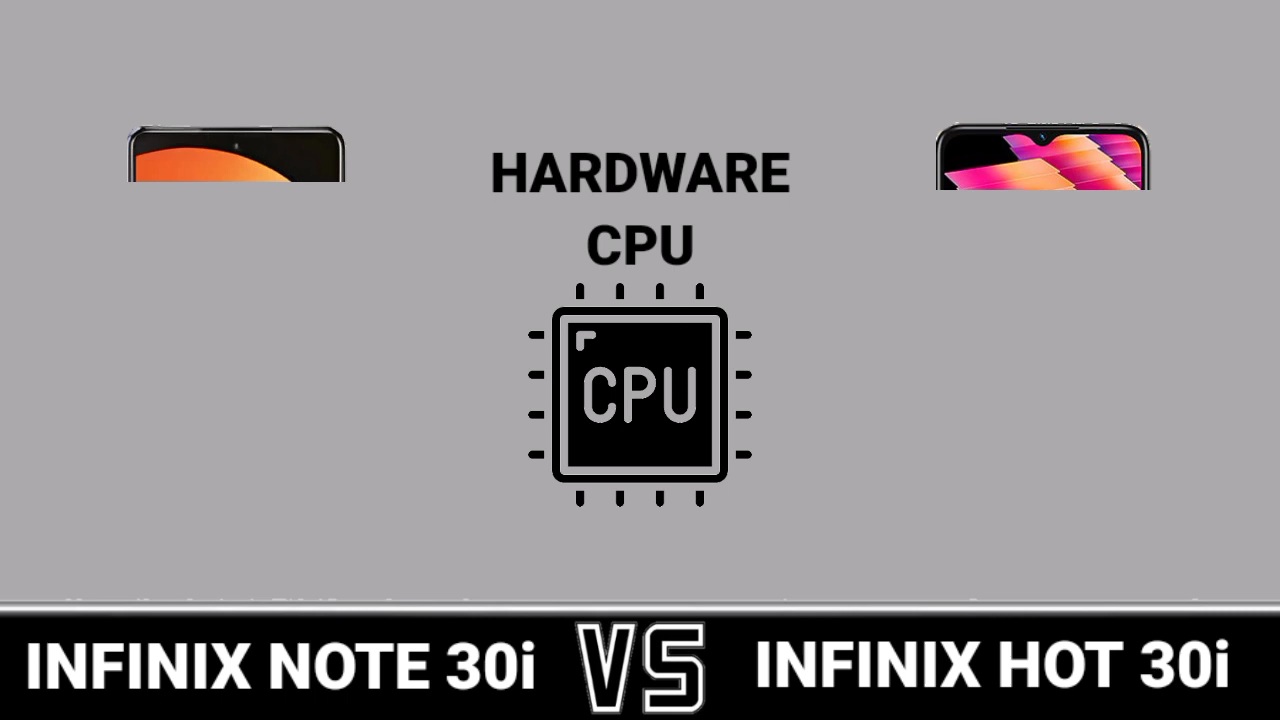 HARDWARE
CPU
CPU
INFINIX NOTE 30i VS INFINIX HOT 30i